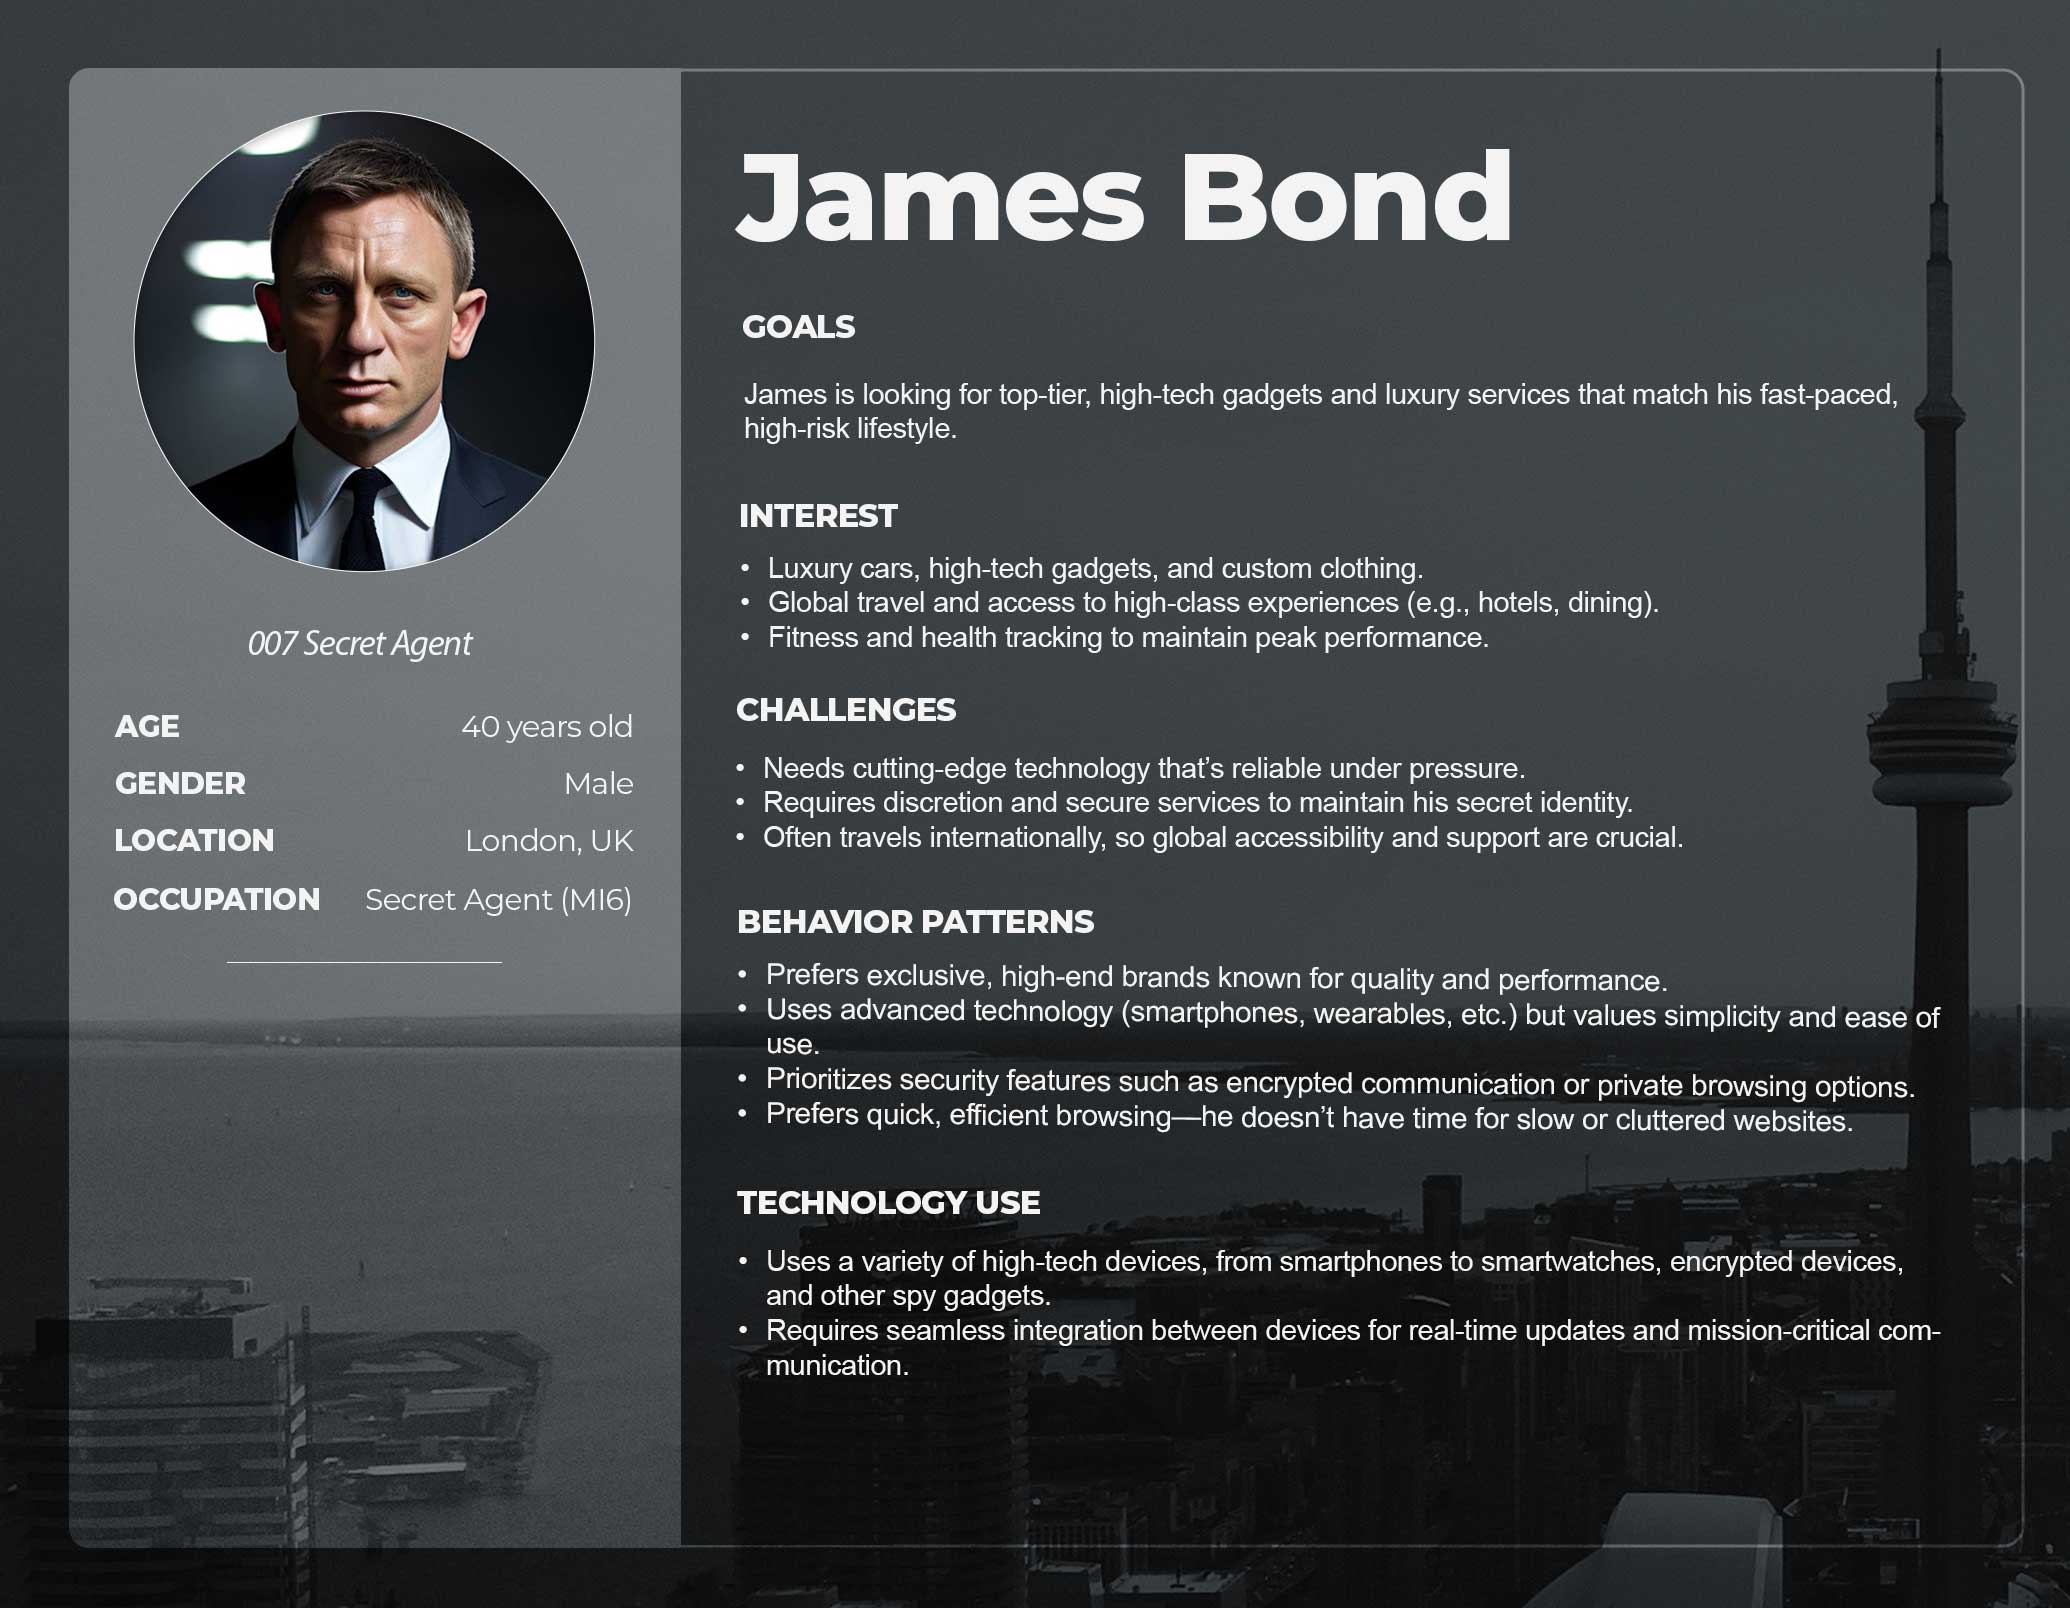 James Bond
007 Secret Agent
AGE 40 years old
GENDER Male
LOCATION London, UK
OCCUPATION Secret Agent (MI6)
GOALS
James is looking for top-tier, high-tech gadgets and luxury services that match his fast-paced,
high-risk lifestyle.
INTEREST
• Luxury cars, high-tech gadgets, and custom clothing.
• Global travel and access to high-class experiences (e.g., hotels, dining).
• Fitness and health tracking to maintain peak performance.
CHALLENGES
• Needs cutting-edge technology that’s reliable under pressure.
• Requires discretion and secure services to maintain his secret identity.
• Often travels internationally, so global accessibility and support are crucial.
BEHAVIOR PATTERNS
• Prefers exclusive, high-end brands known for quality and performance.
• Uses advanced technology (smartphones, wearables, etc.) but values simplicity and ease of
use.
• Prioritizes security features such as encrypted communication or private browsing options.
• Prefers quick, efficient browsing—he doesn’t have time for slow or cluttered websites.
TECHNOLOGY USE
• Uses a variety of high-tech devices, from smartphones to smartwatches, encrypted devices,
and other spy gadgets.
• Requires seamless integration between devices for real-time updates and mission-critical com-
munication.